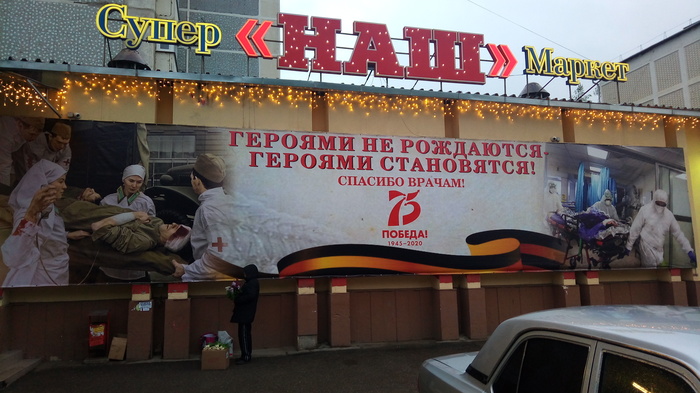 Супер «НАШ» Маркет
ГЕРОЯМИ НЕ РОЖДАЮТСЯ,
ГЕРОЯМИ СТАНОВЯТСЯ!
СПАСИБО ВРАЧАМ!
75
ПОБЕДА!
1945-2020